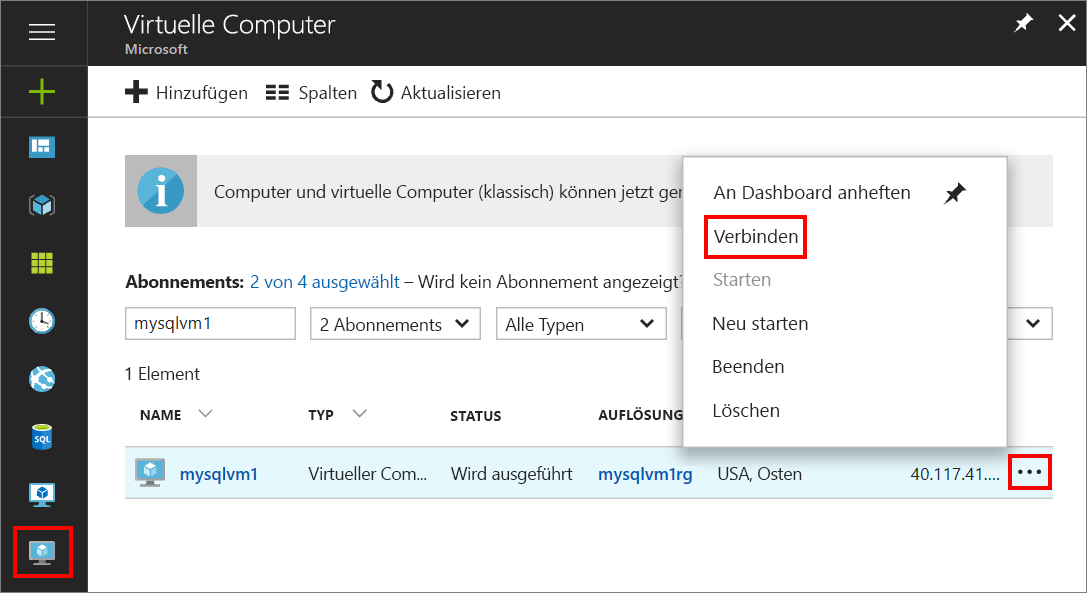 Virtuelle Computer
Microsoft
Hinzufügen Spalten Aktualisieren
Computer und virtuelle Computer (klassisch) können jetzt
An Dashboard anheften
Verbinden
Starten
Neu starten
Beenden
Löschen
Abonnements: 2 von 4 ausgewählt – Wird kein Abonnement angezeigt?
mysqlvm1 2 Abonnements Alle Typen
1 Element
NAME TYP STATUS AUFLÖSUNG
mysqlvm1 Virtueller Com... Wird ausgeführt mysqlvm1rg USA, Osten 40.117.41.... ···
SQL